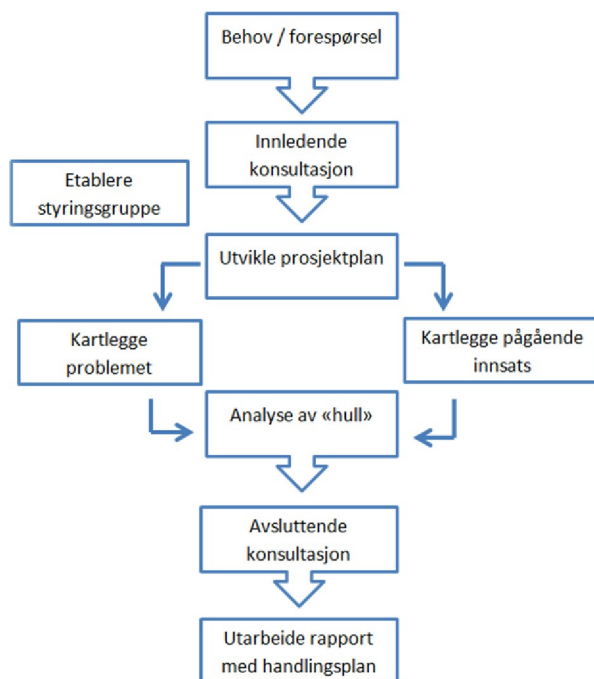 Behov / forespørsel
Innledende
konsultasjon
Etablere
styringsgruppe
Utvikle prosjektplan
Kartlegge
problemet
Kartlegge pågående
innsats
Analyse av «hull»
Avsluttende
konsultasjon
Utarbeide rapport
med handlingsplan